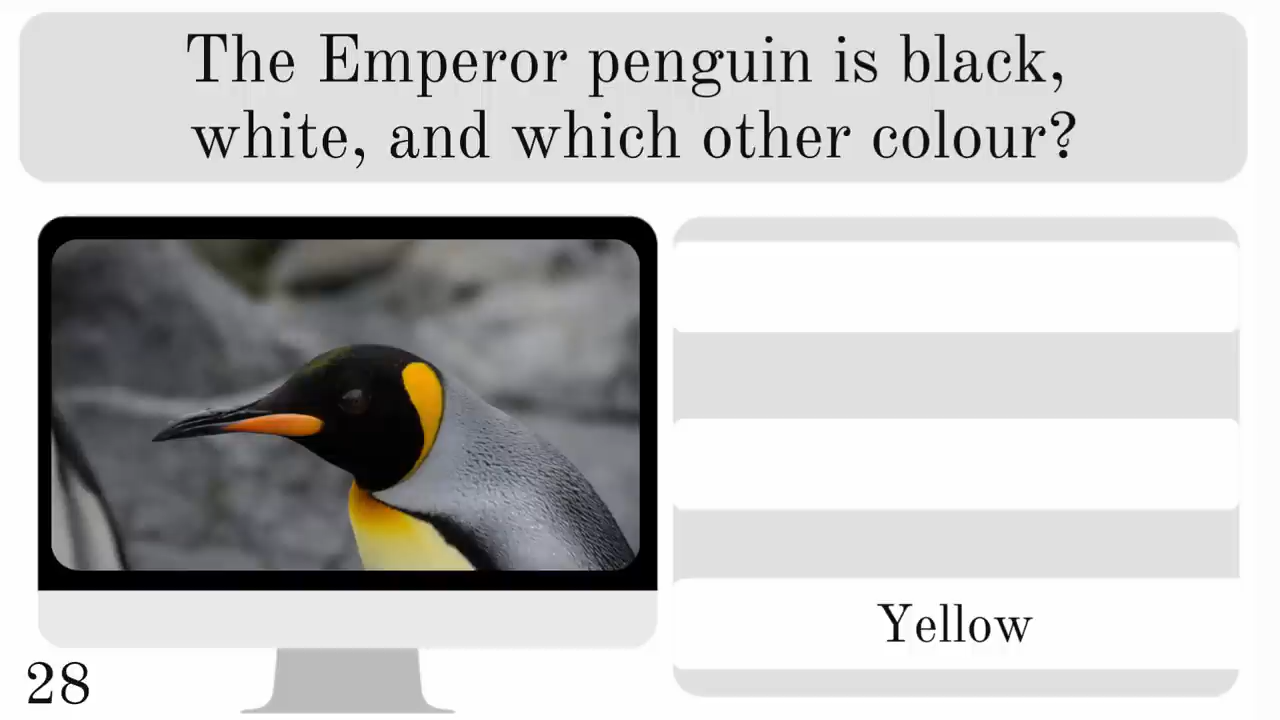 The Emperor penguin is black,
white, and which other colour?
Yellow
28